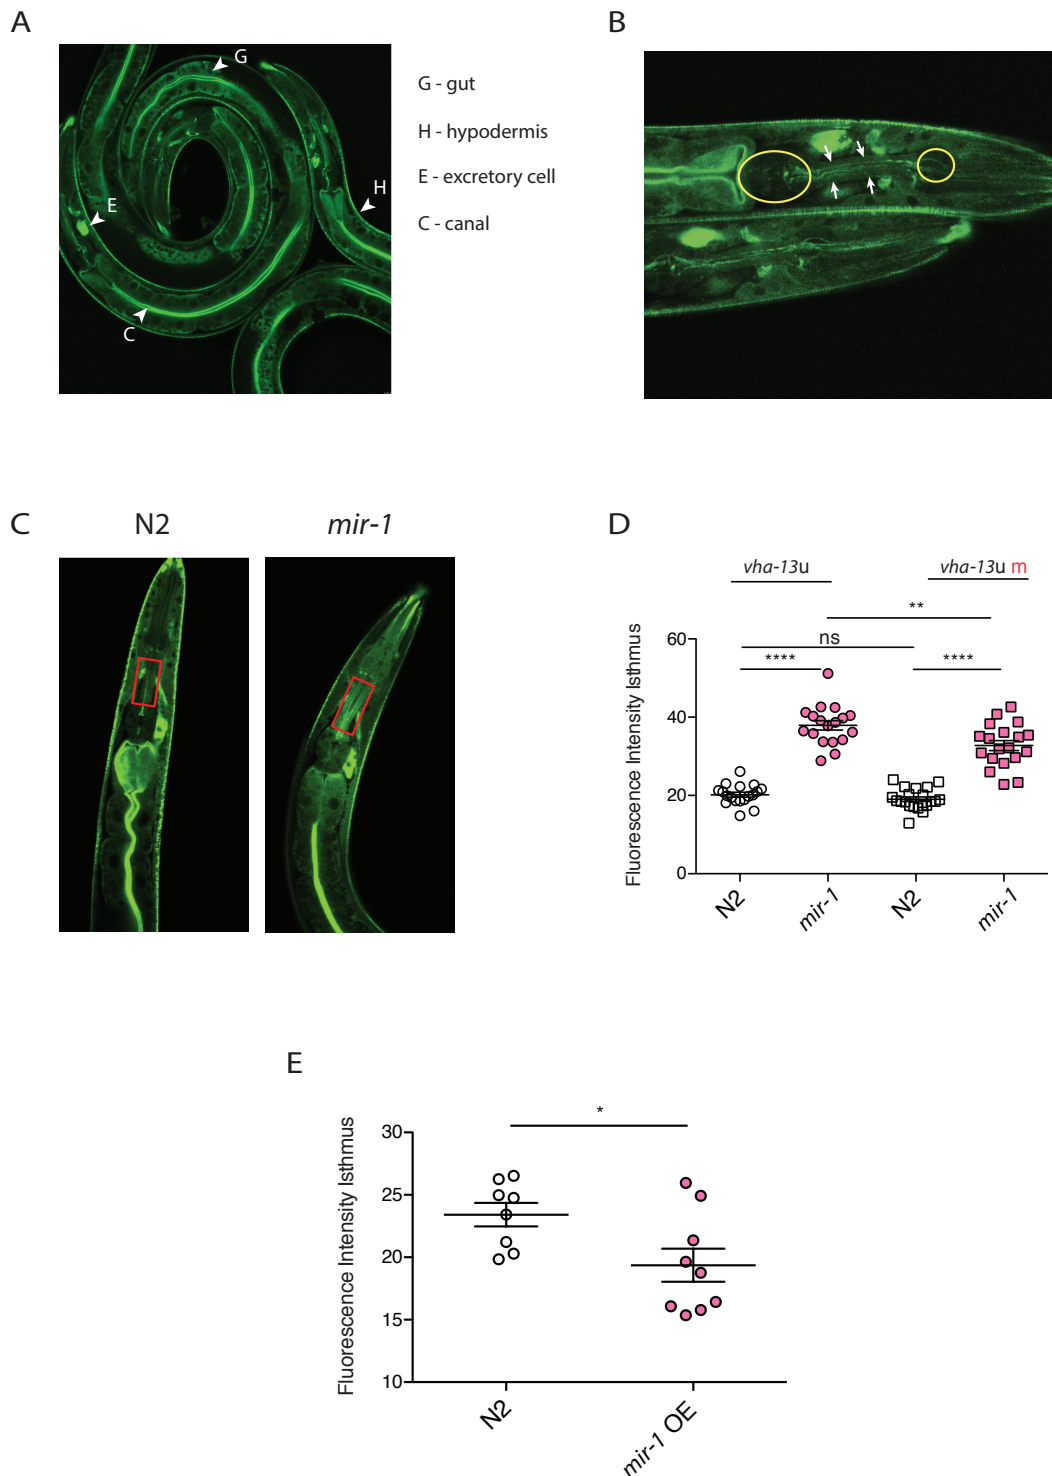 A
G
H
E
C
G - gut
H - hypodermis
E - excretory cell
C - canal
B
C
N2
mir-1
D
vha-13u
vha-13u m
**
ns
****
****
Fluorescence Intensity Isthmus
60
40
20
0
N2
mir-1
N2
mir-1
E
*
Fluorescence Intensity Isthmus
30
25
20
15
10
N2
mir-1 OE